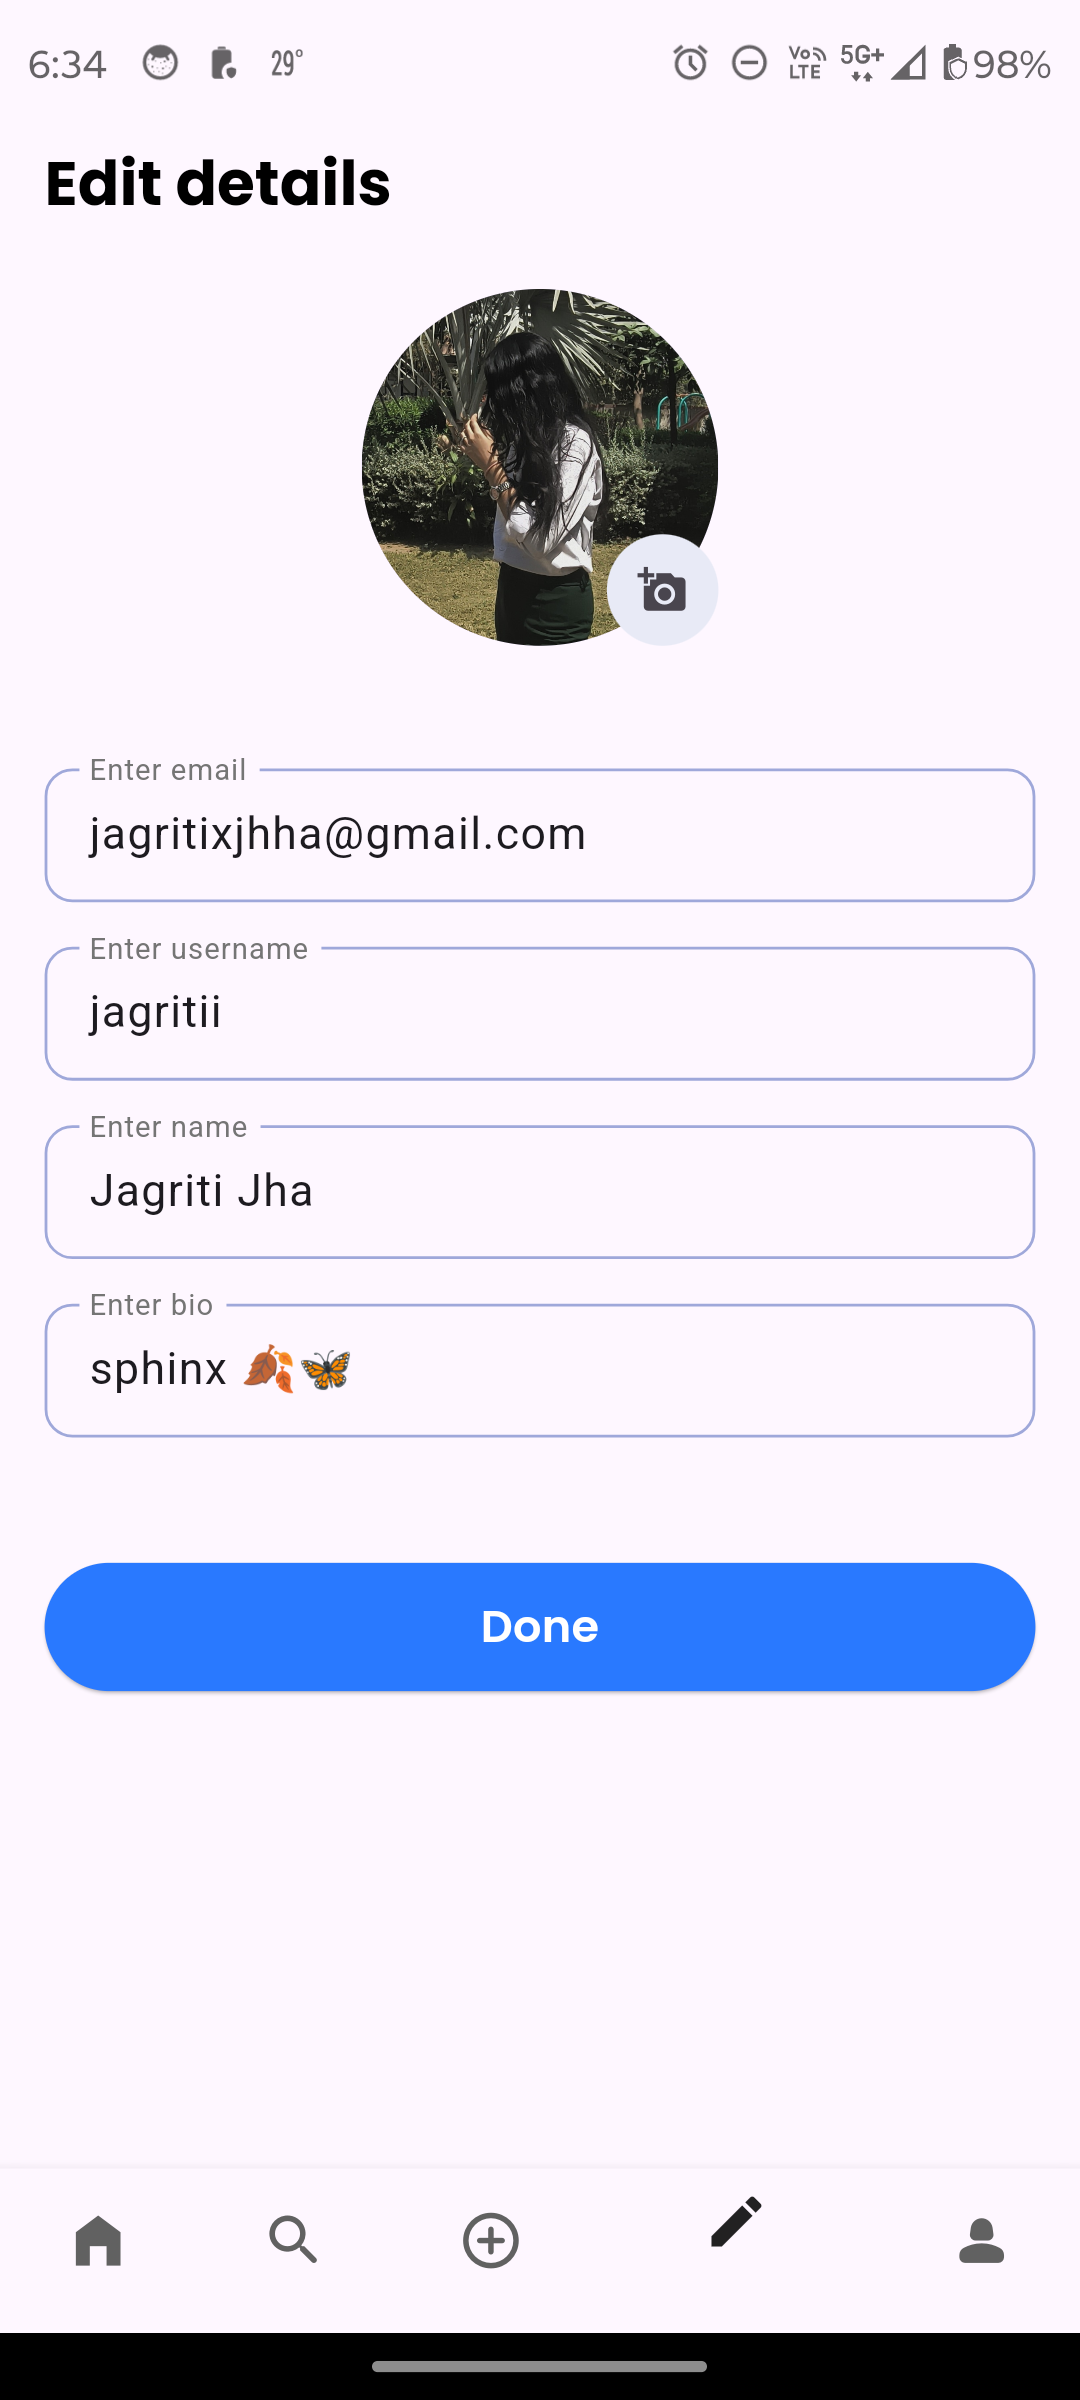 6:34 29° Vo LTE 5G+ 98%
Edit details
Enter email
jagritixjhha@gmail.com
Enter username
jagritii
Enter name
Jagriti Jha
Enter bio
sphinx 🍂🦋
Done